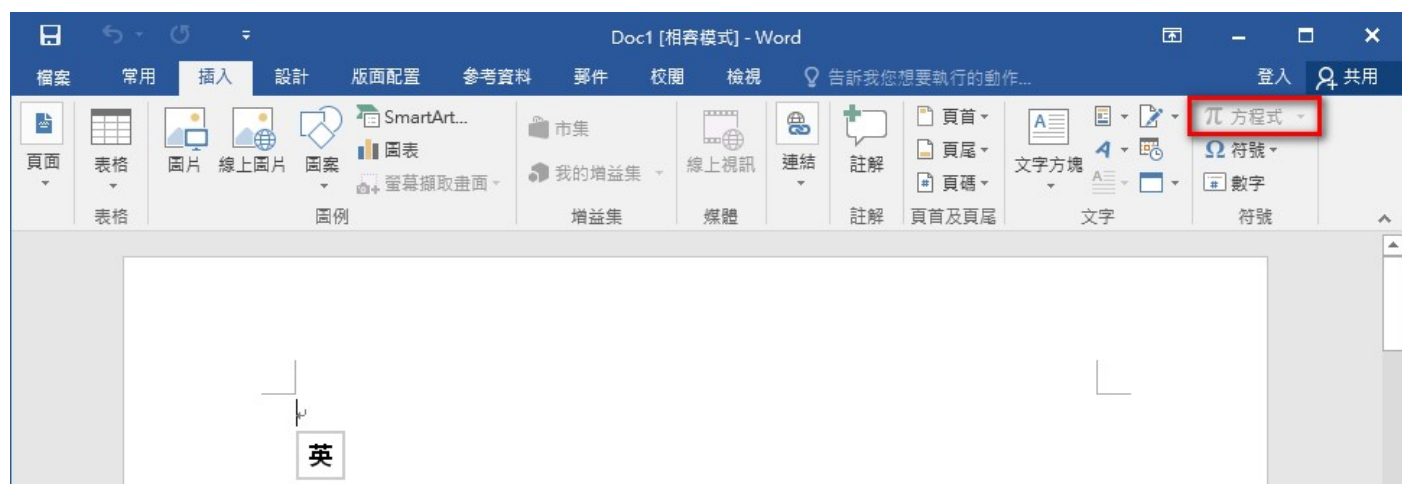 Doc1 [相容模式] - Word
檔案 常用 插入 設計 版面配置 參考資料 郵件 校閱 檢視 告訴我您想要執行的動作... 登入 共用
頁面
表格
圖片
線上圖片
圖案
SmartArt...
圖表
螢幕擷取畫面
市集
我的增益集
線上視訊
連結
註解
頁首
頁尾
頁碼
文字方塊
π 方程式
Ω 符號
數字
表格 圖例 增益集 媒體 註解 頁首及頁尾 文字 符號
英